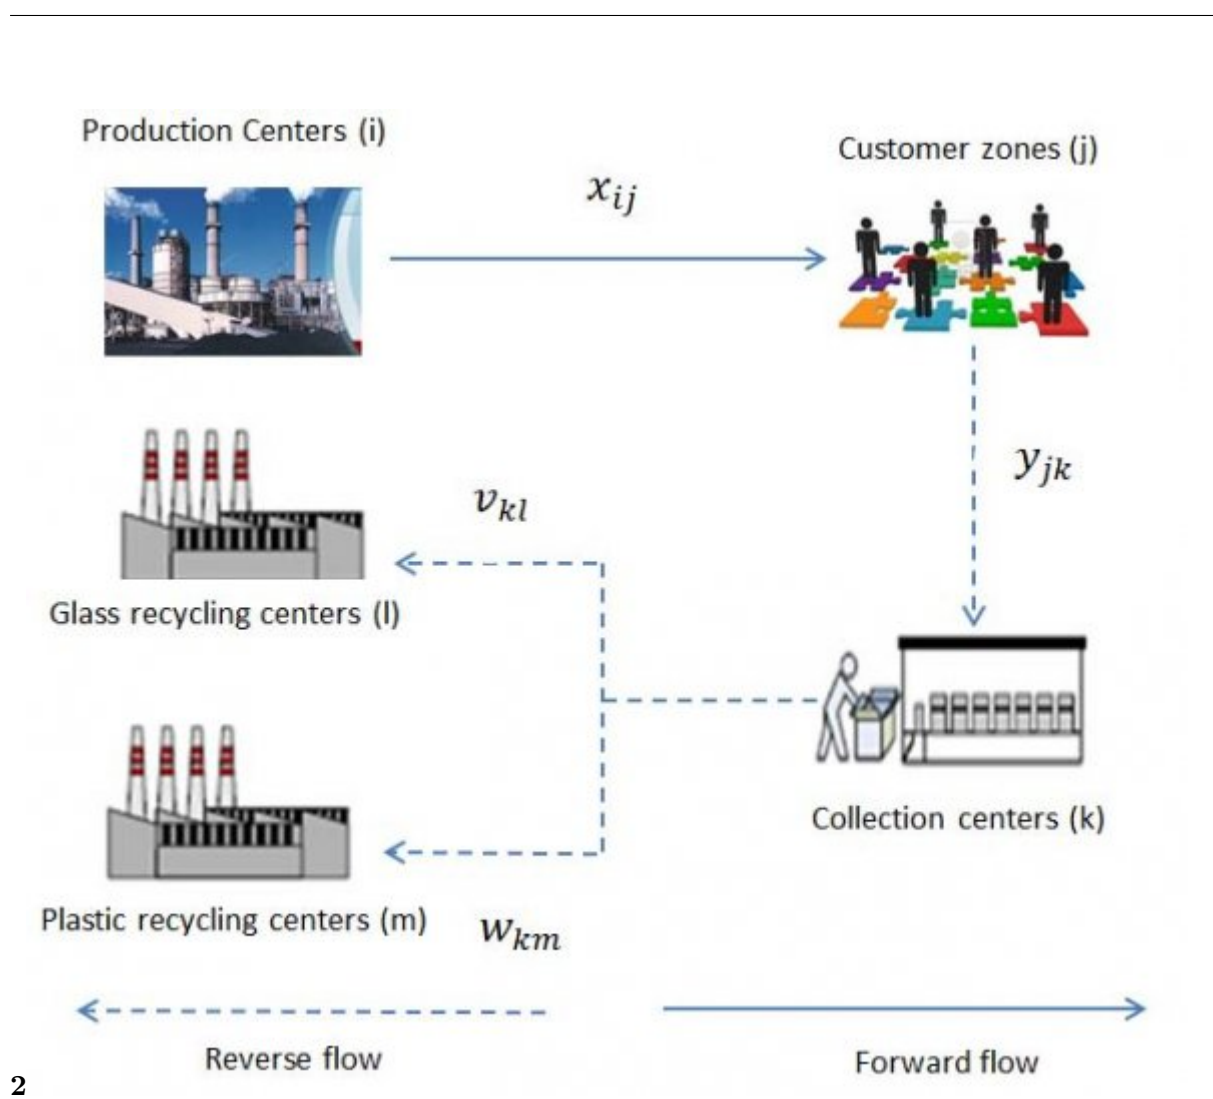 Production Centers (i)
Customer zones (j)
x_{ij}
y_{jk}
v_{kl}
Glass recycling centers (l)
Collection centers (k)
Plastic recycling centers (m)
w_{km}
Reverse flow
Forward flow
2